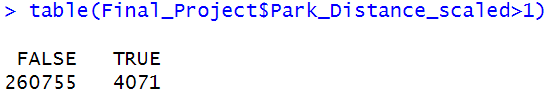 > table(Final_Project$Park_Distance_scaled>1)
FALSE TRUE
260755 4071